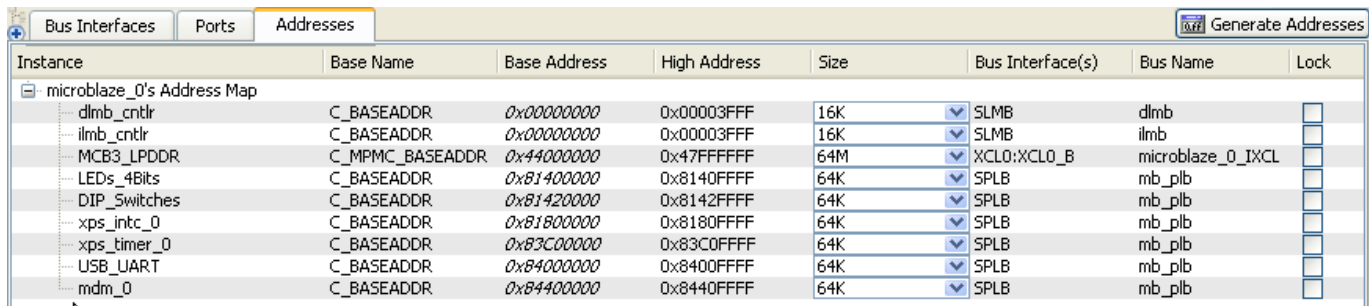 Bus Interfaces Ports Addresses Generate Addresses
Instance Base Name Base Address High Address Size Bus Interface(s) Bus Name Lock
microblaze_0's Address Map
dlmb_cntlr C_BASEADDR 0x00000000 0x00003FFF 16K SLMB dlmb
ilmb_cntlr C_BASEADDR 0x00000000 0x00003FFF 16K SLMB ilmb
MCB3_LPDDR C_MPMC_BASEADDR 0x44000000 0x47FFFFFF 64M XCL0:XCL0_B microblaze_0_IXCL
LEDs_4Bits C_BASEADDR 0x81400000 0x8140FFFF 64K SPLB mb_plb
DIP_Switches C_BASEADDR 0x81420000 0x8142FFFF 64K SPLB mb_plb
xps_intc_0 C_BASEADDR 0x81800000 0x8180FFFF 64K SPLB mb_plb
xps_timer_0 C_BASEADDR 0x83C00000 0x83C0FFFF 64K SPLB mb_plb
USB_UART C_BASEADDR 0x84000000 0x8400FFFF 64K SPLB mb_plb
mdm_0 C_BASEADDR 0x84400000 0x8440FFFF 64K SPLB mb_plb